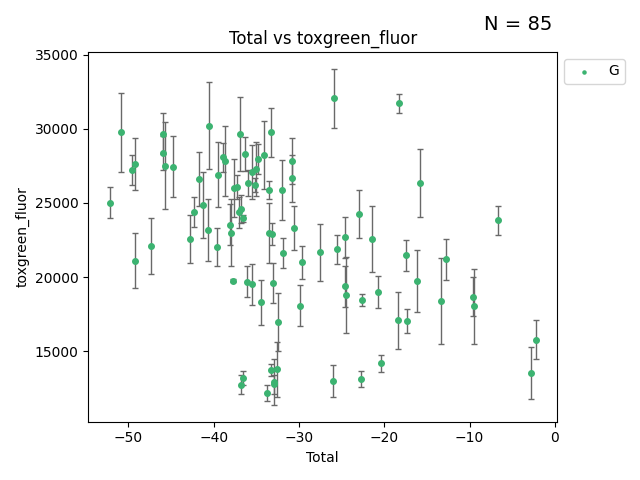 N = 85
Total vs toxgreen_fluor
G
toxgreen_fluor
35000
30000
25000
20000
15000
−50 −40 −30 −20 −10 0
Total